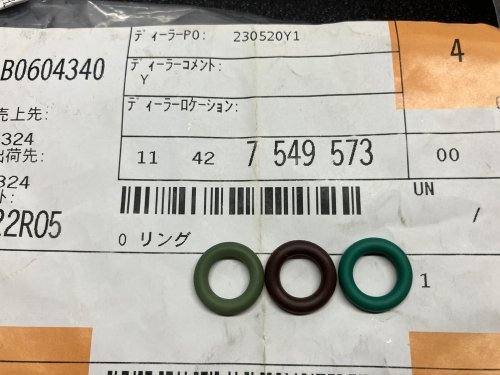 ディーラーPO: 230520Y1
4
B0604340
ディーラーコメント:
Y
売上先:
ディーラーロケーション:
324
出荷先:
11 42 7 549 573 00
324
UN
22R05
/
O リング
1